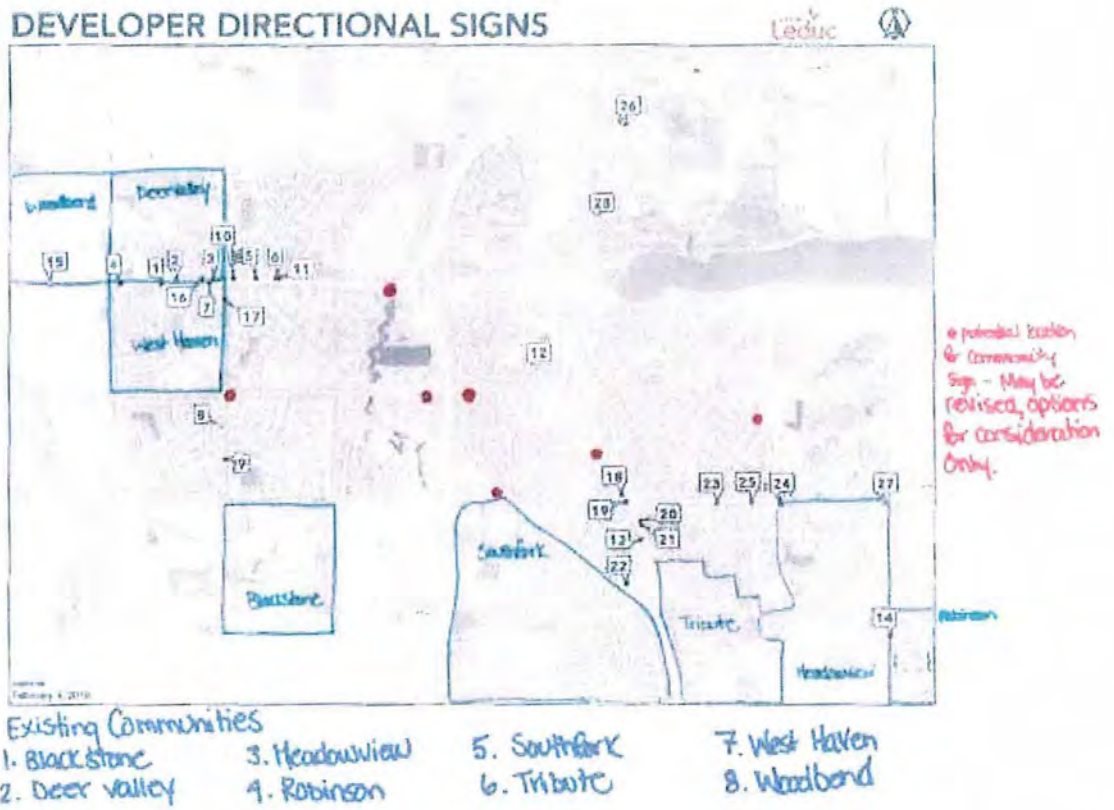 DEVELOPER DIRECTIONAL SIGNS
Leduc
26
28
Woodbend
Deer Valley
10
15
4
1
2
3
5
6
11
16
7
17
West Haven
12
• potential location
for community
Sign - May be
revised, options
for consideration
Only.
8
9
18
23
25
24
27
19
20
13
21
Southfork
22
Blackstone
Tribute
14
Robinson
Meadowview
Existing Communities
1. Blackstone
3. Meadowview
5. Southfork
7. West Haven
2. Deer Valley
4. Robinson
6. Tribute
8. Woodbend